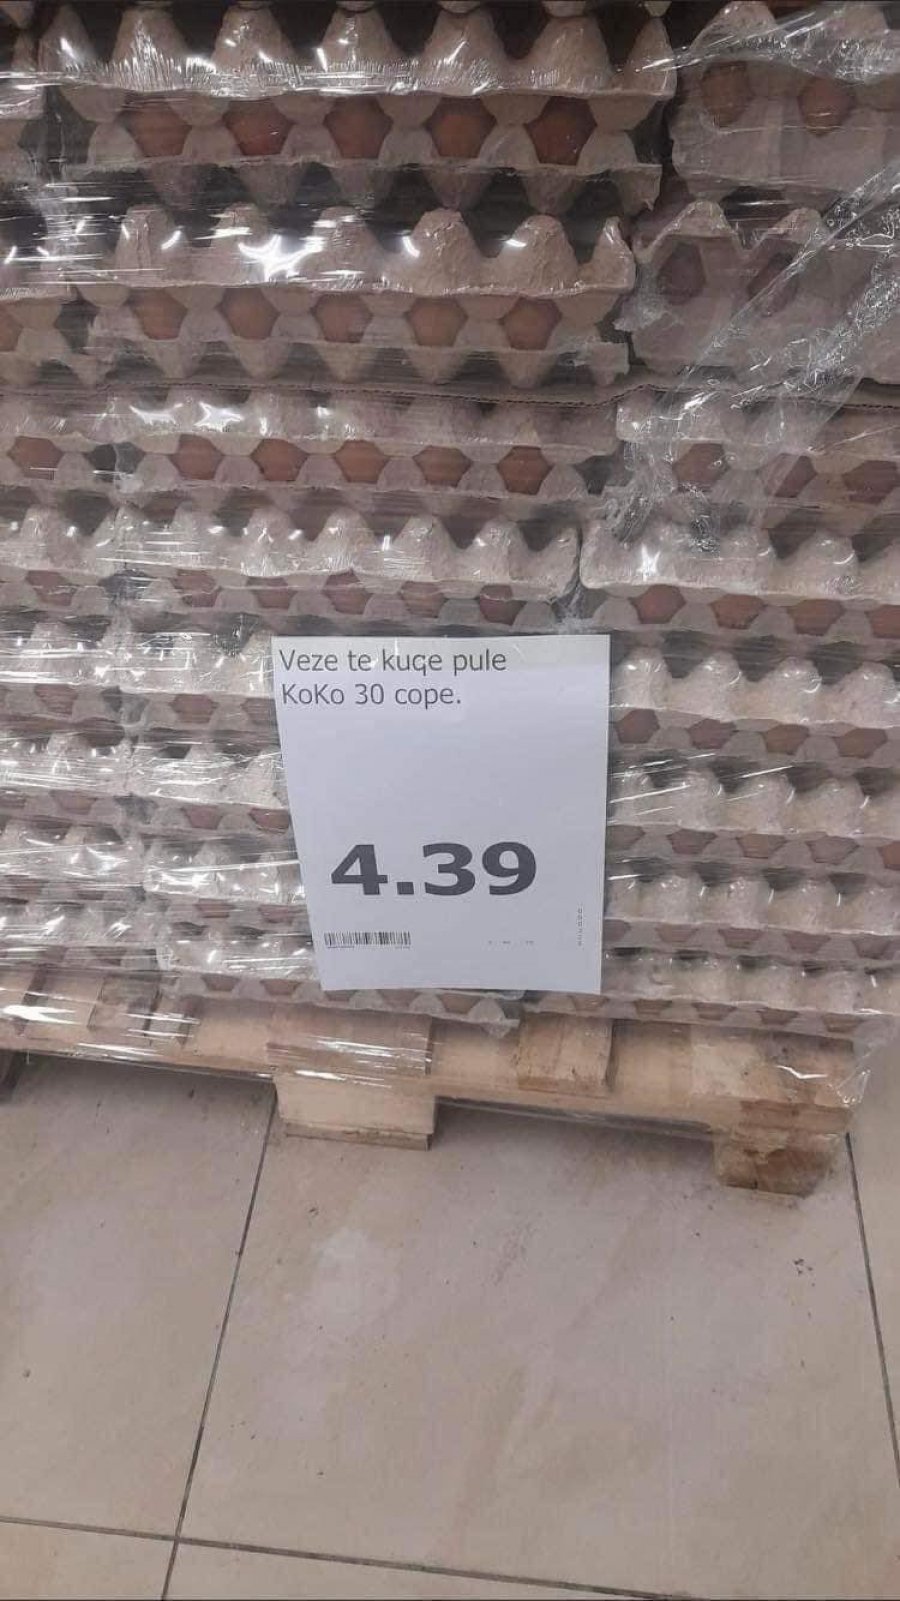 Veze te kuqe pule
KoKo 30 cope.
4.39